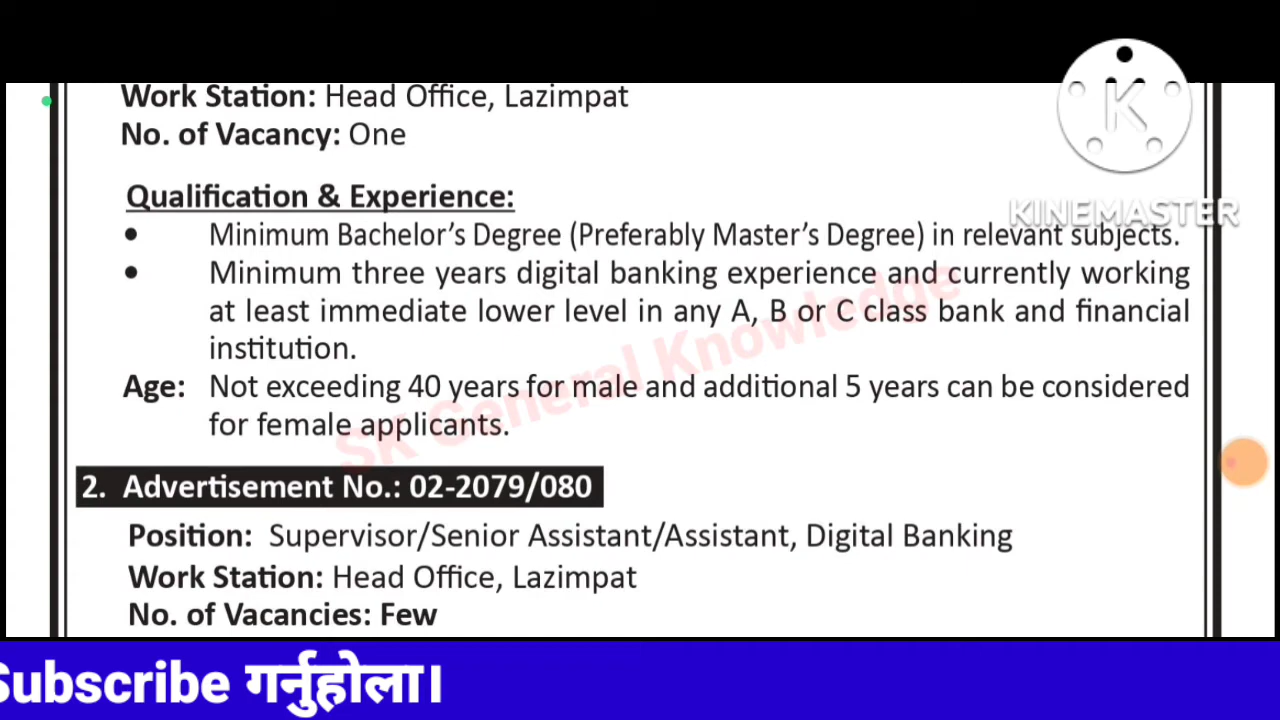 Work Station: Head Office, Lazimpat
No. of Vacancy: One
KINEMASTER
Qualification & Experience:
• Minimum Bachelor's Degree (Preferably Master's Degree) in relevant subjects.
• Minimum three years digital banking experience and currently working
at least immediate lower level in any A, B or C class bank and financial
institution.
Age: Not exceeding 40 years for male and additional 5 years can be considered
for female applicants.
SK General Knowledge
2. Advertisement No.: 02-2079/080
Position: Supervisor/Senior Assistant/Assistant, Digital Banking
Work Station: Head Office, Lazimpat
No. of Vacancies: Few
Subscribe गर्नुहोला।